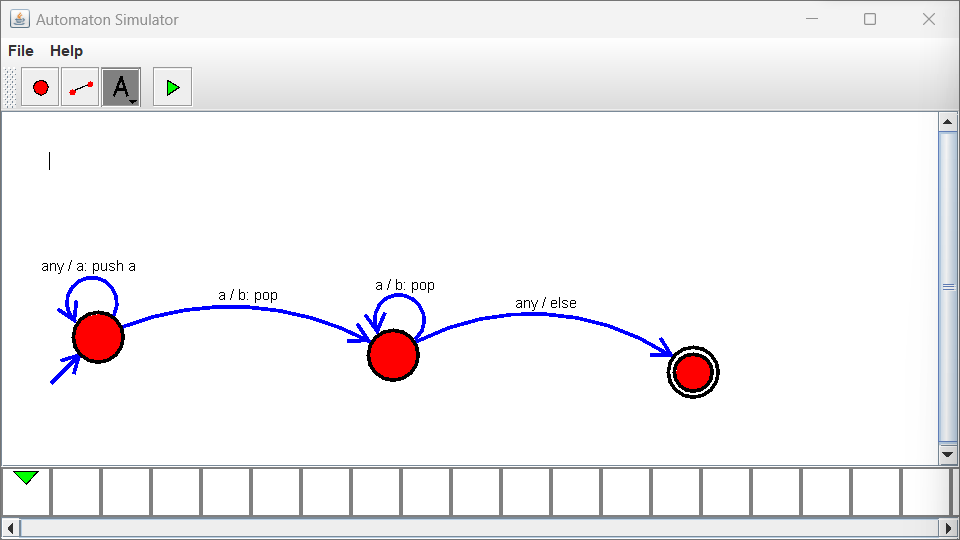 Automaton Simulator
File Help
A
any / a: push a
a / b: pop
a / b: pop
any / else